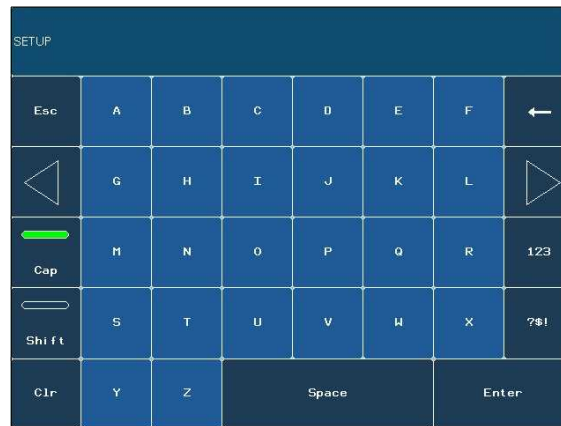 SETUP
Esc A B C D E F
G H I J K L
Cap M N O P Q R 123
Shift S T U V W X ?$!
Clr Y Z Space Enter